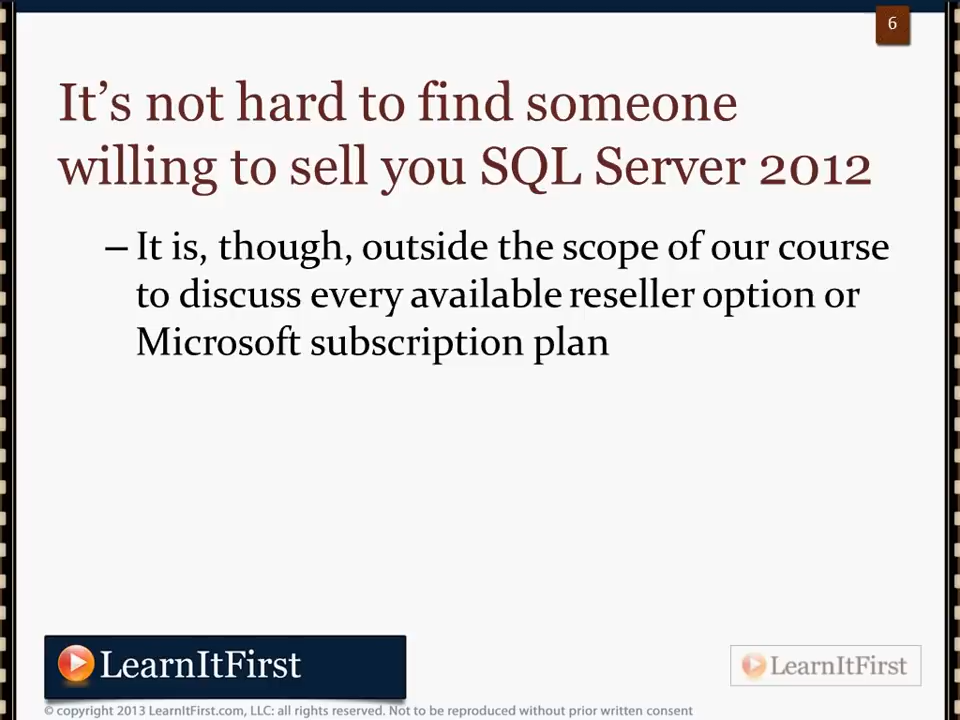 6
It’s not hard to find someone
willing to sell you SQL Server 2012
– It is, though, outside the scope of our course
to discuss every available reseller option or
Microsoft subscription plan
LearnItFirst
LearnItFirst
© copyright 2013 LearnItFirst.com, LLC: all rights reserved. Not to be reproduced without prior written consent